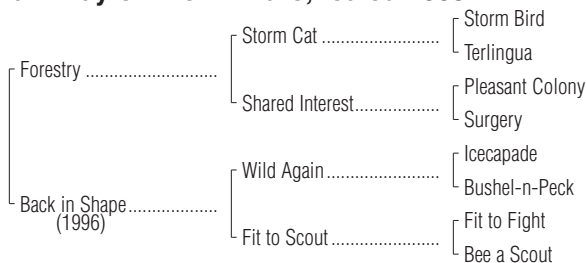 Storm Bird
Storm Cat ........................
Forestry ............................
Terlingua
Pleasant Colony
Shared Interest.................
Surgery
Icecapade
Wild Again .......................
Bushel-n-Peck
Back in Shape...................
(1996)
Fit to Fight
Fit to Scout......................
Bee a Scout